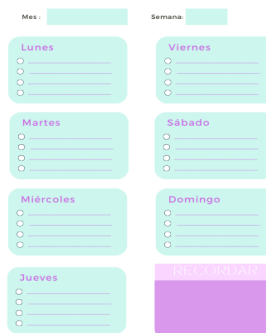 Mes :
Semana:
Lunes
Viernes
Martes
Sábado
Miércoles
Domingo
Jueves
RECORDAR